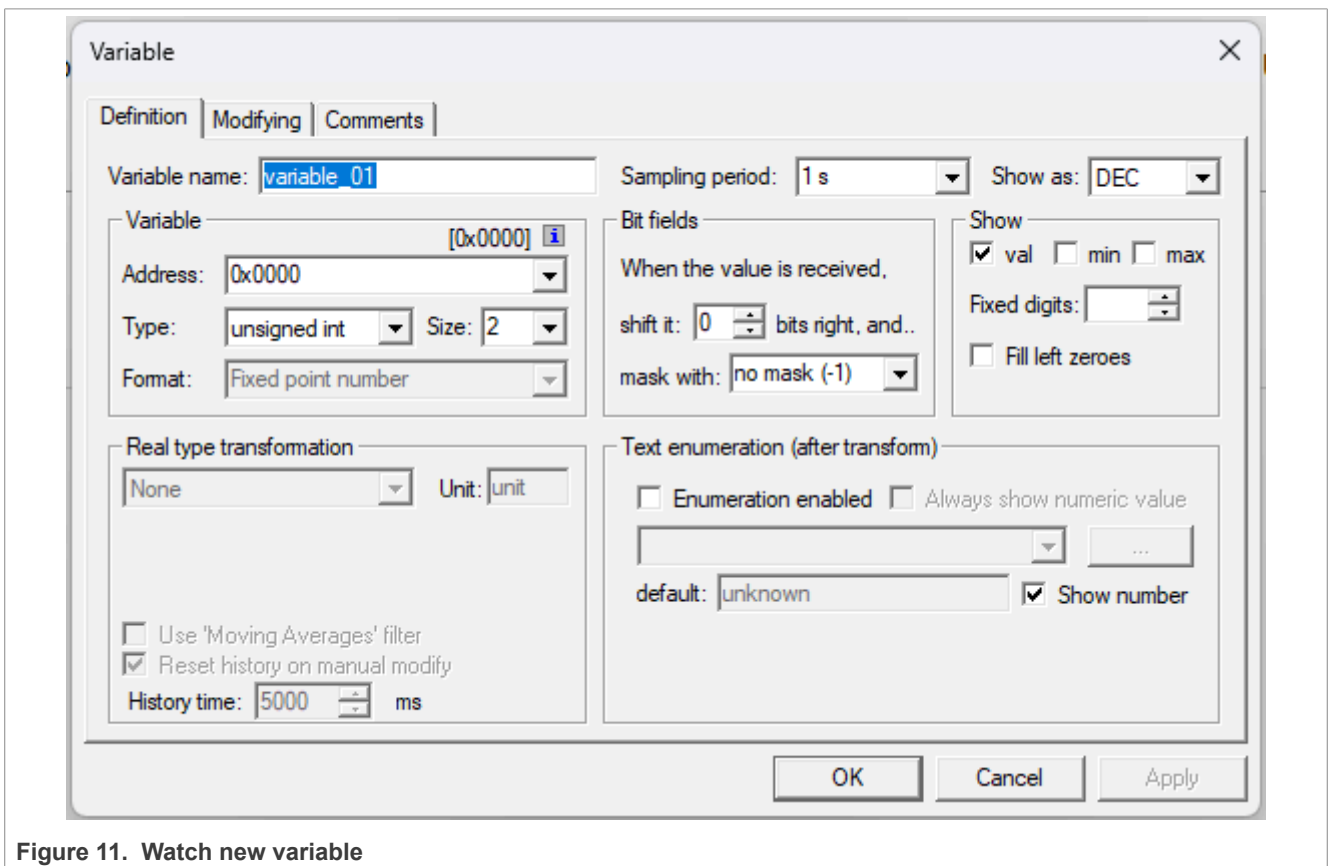 Variable
Definition Modifying Comments
Variable name: variable_01 Sampling period: 1 s Show as: DEC
Variable
[0x0000] i
Address: 0x0000
Type: unsigned int Size: 2
Format: Fixed point number
Bit fields
When the value is received,
shift it: 0 bits right, and..
mask with: no mask (-1)
Show
val min max
Fixed digits:
Fill left zeroes
Real type transformation
None Unit: unit
Use 'Moving Averages' filter
Reset history on manual modify
History time: 5000 ms
Text enumeration (after transform)
Enumeration enabled Always show numeric value
...
default: unknown Show number
OK Cancel Apply
Figure 11. Watch new variable